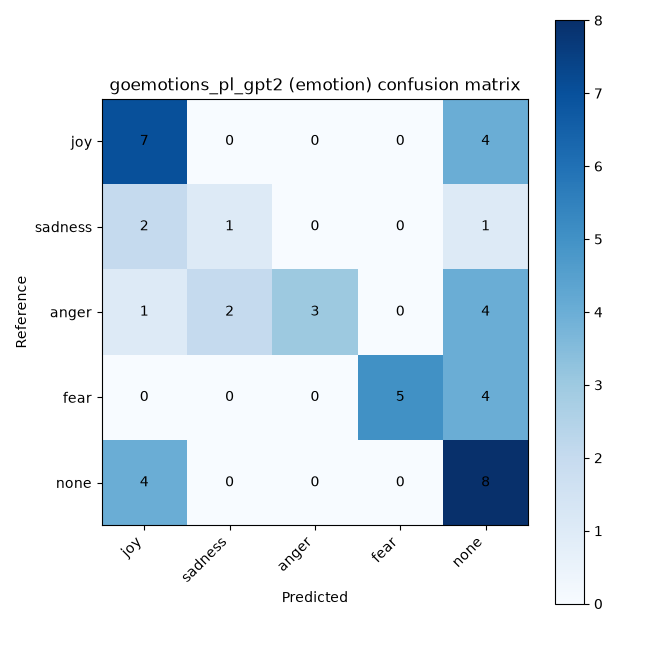 goemotions_pl_gpt2 (emotion) confusion matrix
joy 7 0 0 0 4
sadness 2 1 0 0 1
anger 1 2 3 0 4
fear 0 0 0 5 4
none 4 0 0 0 8
joy sadness anger fear none
Predicted
Reference
8
7
6
5
4
3
2
1
0